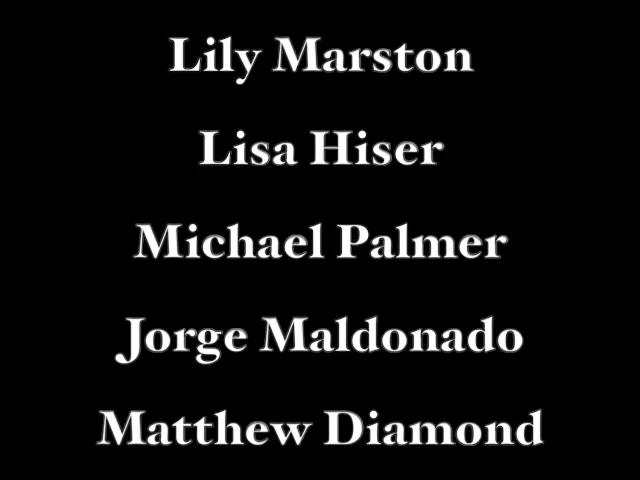 Lily Marston
Lisa Hiser
Michael Palmer
Jorge Maldonado
Matthew Diamond